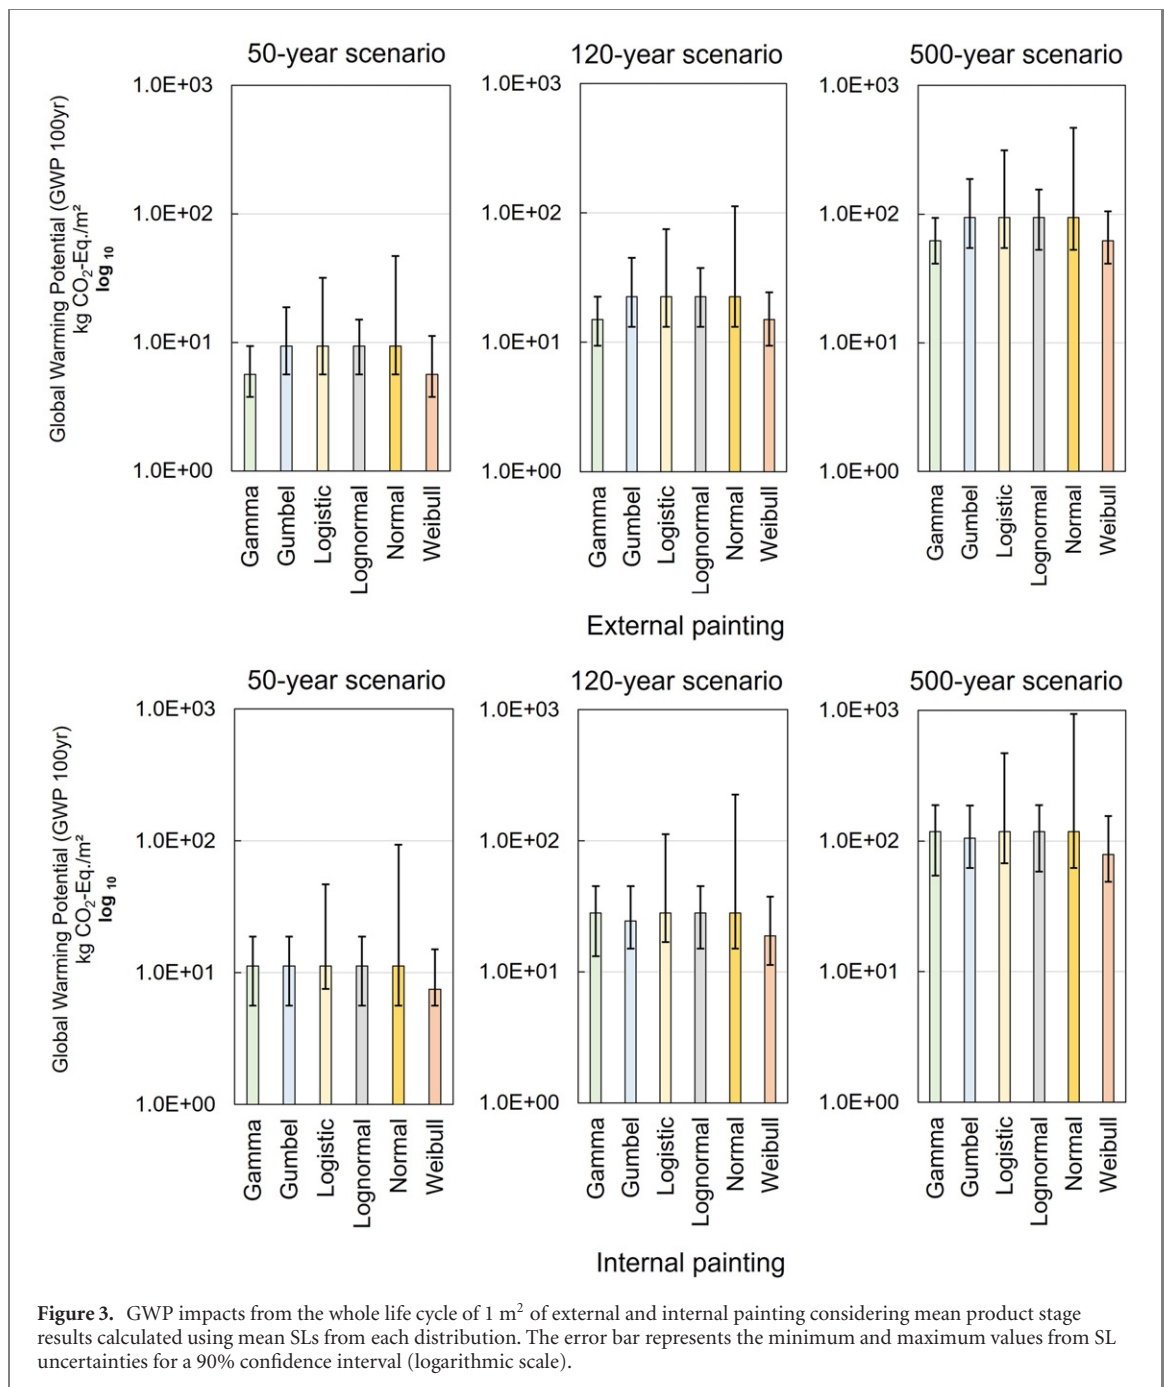 50-year scenario
120-year scenario
500-year scenario
Global Warming Potential (GWP 100yr)
kg CO₂-Eq./m²
log ₁₀
1.0E+03
1.0E+02
1.0E+01
1.0E+00
Gamma
Gumbel
Logistic
Lognormal
Normal
Weibull
1.0E+03
1.0E+02
1.0E+01
1.0E+00
Gamma
Gumbel
Logistic
Lognormal
Normal
Weibull
1.0E+03
1.0E+02
1.0E+01
1.0E+00
Gamma
Gumbel
Logistic
Lognormal
Normal
Weibull
External painting
50-year scenario
120-year scenario
500-year scenario
Global Warming Potential (GWP 100yr)
kg CO₂-Eq./m²
log ₁₀
1.0E+03
1.0E+02
1.0E+01
1.0E+00
Gamma
Gumbel
Logistic
Lognormal
Normal
Weibull
1.0E+03
1.0E+02
1.0E+01
1.0E+00
Gamma
Gumbel
Logistic
Lognormal
Normal
Weibull
1.0E+03
1.0E+02
1.0E+01
1.0E+00
Gamma
Gumbel
Logistic
Lognormal
Normal
Weibull
Internal painting
Figure 3. GWP impacts from the whole life cycle of 1 m² of external and internal painting considering mean product stage
results calculated using mean SLs from each distribution. The error bar represents the minimum and maximum values from SL
uncertainties for a 90% confidence interval (logarithmic scale).